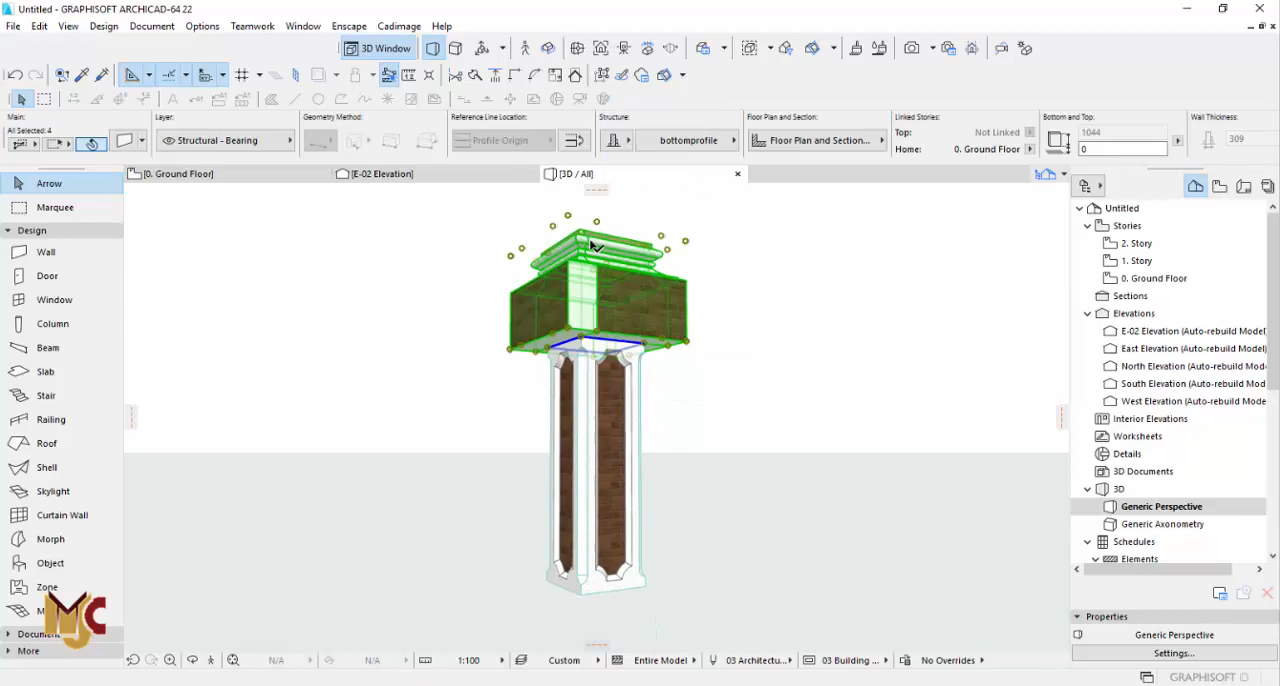 Untitled - GRAPHISOFT ARCHICAD-64 22
File Edit View Design Document Options Teamwork Window Enscape Cadimage Help
3D Window
Main: Layer: Geometry Method: Reference Line Location: Structure: Floor Plan and Section: Linked Stories: Bottom and Top: Wall Thickness:
All Selected: 4
Structural - Bearing
Profile Origin
bottomprofile
Floor Plan and Section...
Top: Not Linked
Home: 0. Ground Floor
1044
0
309
[0. Ground Floor]
[E-02 Elevation]
[3D / All]
Arrow
Marquee
Design
Wall
Door
Window
Column
Beam
Slab
Stair
Railing
Roof
Shell
Skylight
Curtain Wall
Morph
Object
Zone
M
Docum
More
MJC
Untitled
Stories
2. Story
1. Story
0. Ground Floor
Sections
Elevations
E-02 Elevation (Auto-rebuild Model)
East Elevation (Auto-rebuild Model)
North Elevation (Auto-rebuild Mod
South Elevation (Auto-rebuild Mod
West Elevation (Auto-rebuild Mode
Interior Elevations
Worksheets
Details
3D Documents
3D
Generic Perspective
Generic Axonometry
Schedules
Elements
Properties
Generic Perspective
Settings...
N/A N/A 1:100 Custom Entire Model 03 Architectu... 03 Building ... No Overrides
GRAPHISOFT ID